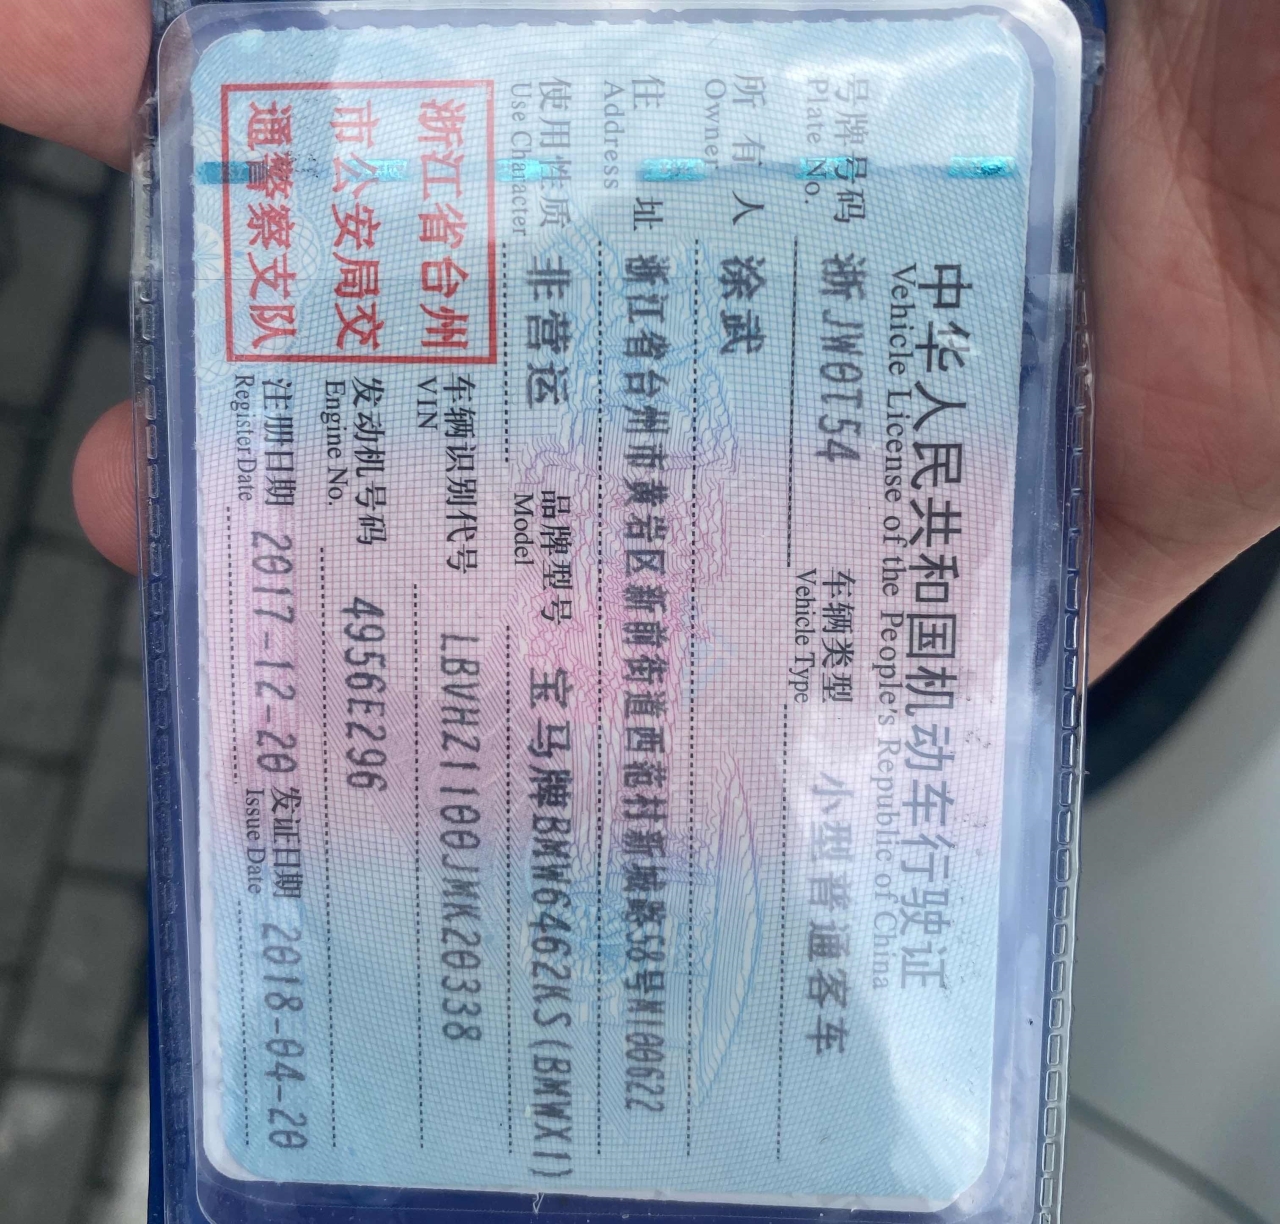 中华人民共和国机动车行驶证
Vehicle License of the People's Republic of China
号牌号码 浙JW0T54 车辆类型 小型普通客车
Plate No. Vehicle Type
所有人 涂武
Owner
住址 浙江省台州市黄岩区新前街道西范村新城路58号M100622
Address
使用性质 非营运 品牌型号 宝马牌BMW6462KS(BMWX1)
Use Character Model
浙江省台州
市公安局交
通警察支队
车辆识别代号 LBVHZ1100JMK20338
VIN
发动机号码 4956E296
Engine No.
注册日期 2017-12-20 发证日期 2018-04-20
Register Date Issue Date